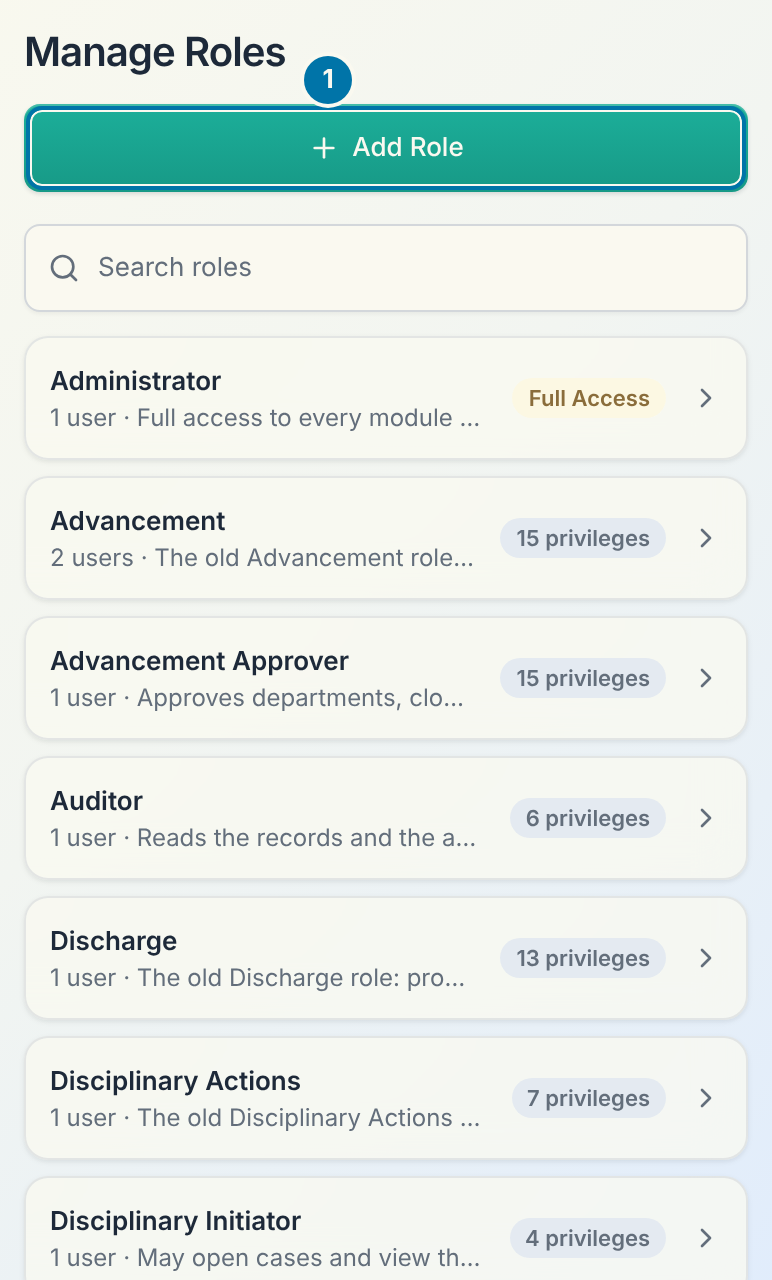 Manage Roles
1
Add Role
Search roles
Administrator
1 user · Full access to every module ...
Full Access
Advancement
2 users · The old Advancement role...
15 privileges
Advancement Approver
1 user · Approves departments, clo...
15 privileges
Auditor
1 user · Reads the records and the a...
6 privileges
Discharge
1 user · The old Discharge role: pro...
13 privileges
Disciplinary Actions
1 user · The old Disciplinary Actions ...
7 privileges
Disciplinary Initiator
1 user · May open cases and view th...
4 privileges